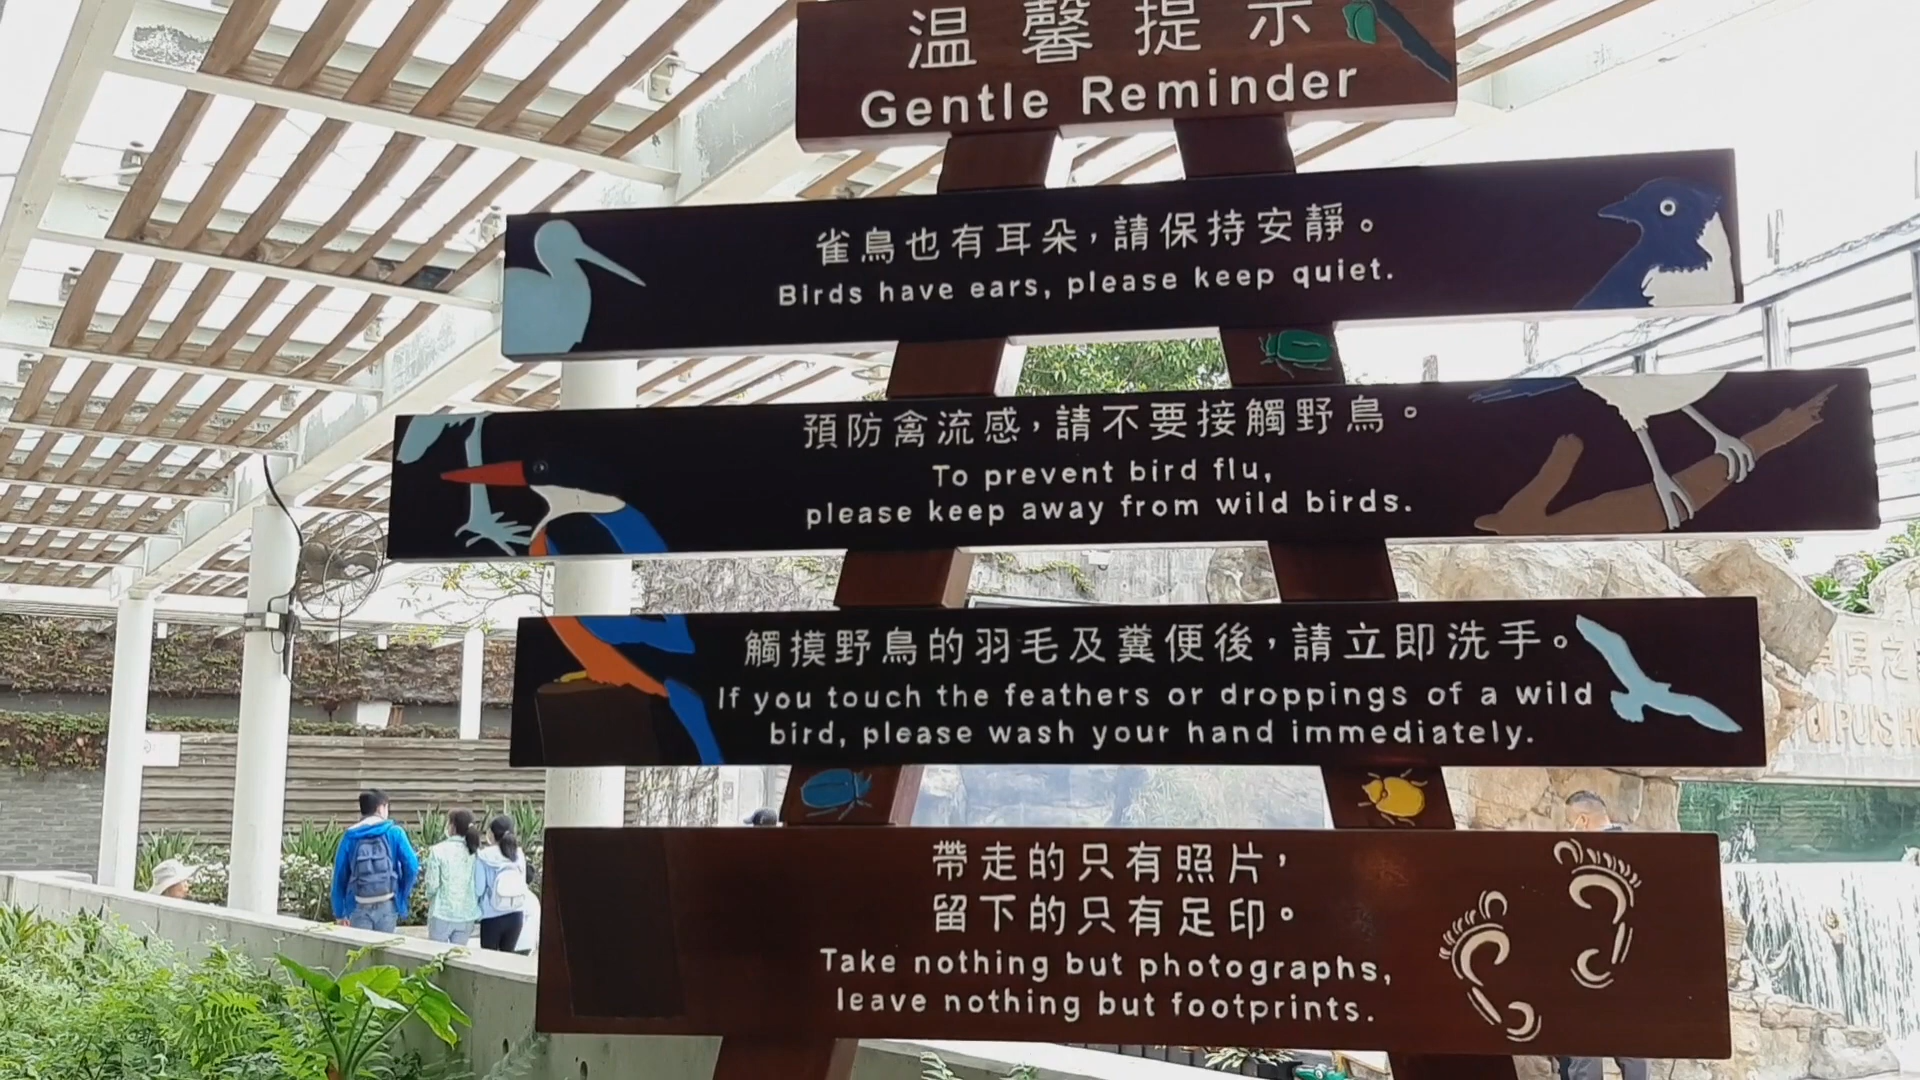 温馨提示
Gentle Reminder
雀鳥也有耳朵，請保持安靜。
Birds have ears, please keep quiet.
預防禽流感，請不要接觸野鳥。
To prevent bird flu,
please keep away from wild birds.
觸摸野鳥的羽毛及糞便後，請立即洗手。
If you touch the feathers or droppings of a wild
bird, please wash your hand immediately.
帶走的只有照片，
留下的只有足印。
Take nothing but photographs,
leave nothing but footprints.